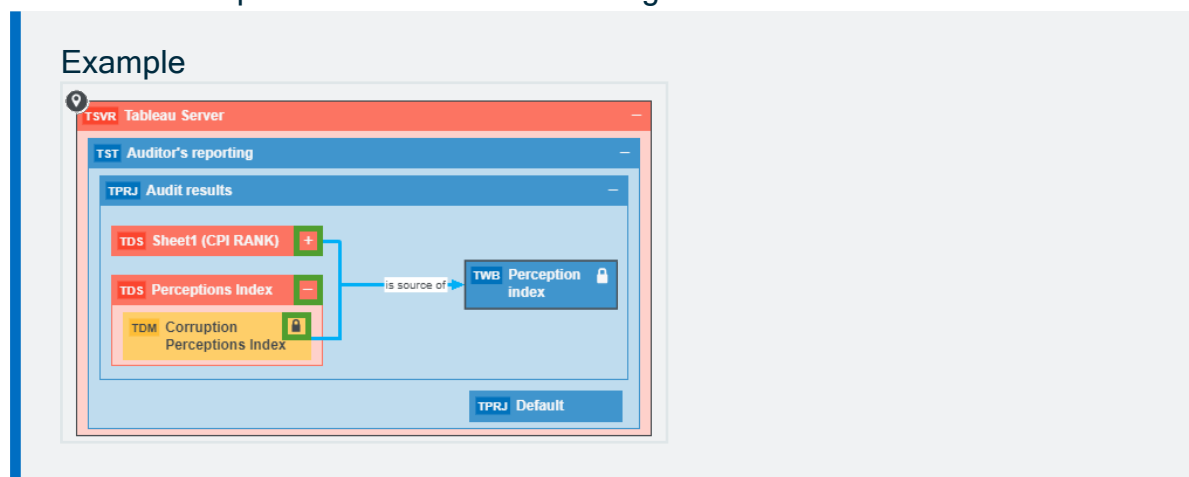 Example
TSVR Tableau Server
TST Auditor's reporting
TPRJ Audit results
TDS Sheet1 (CPI RANK)
TDS Perceptions Index
TDM Corruption
Perceptions Index
is source of
TWB Perception
index
TPRJ Default